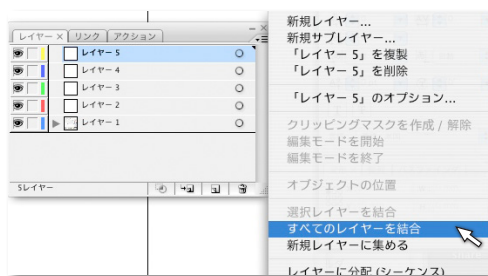 レイヤー × リンク アクション
レイヤー 5
レイヤー 4
レイヤー 3
レイヤー 2
レイヤー 1
5レイヤー
新規レイヤー...
新規サブレイヤー...
「レイヤー 5」を複製
「レイヤー 5」を削除
「レイヤー 5」のオプション...
クリッピングマスクを作成 / 解除
編集モードを開始
編集モードを終了
オブジェクトの位置
選択レイヤーを結合
すべてのレイヤーを結合
新規レイヤーに集める
レイヤーに分配 (シーケンス)